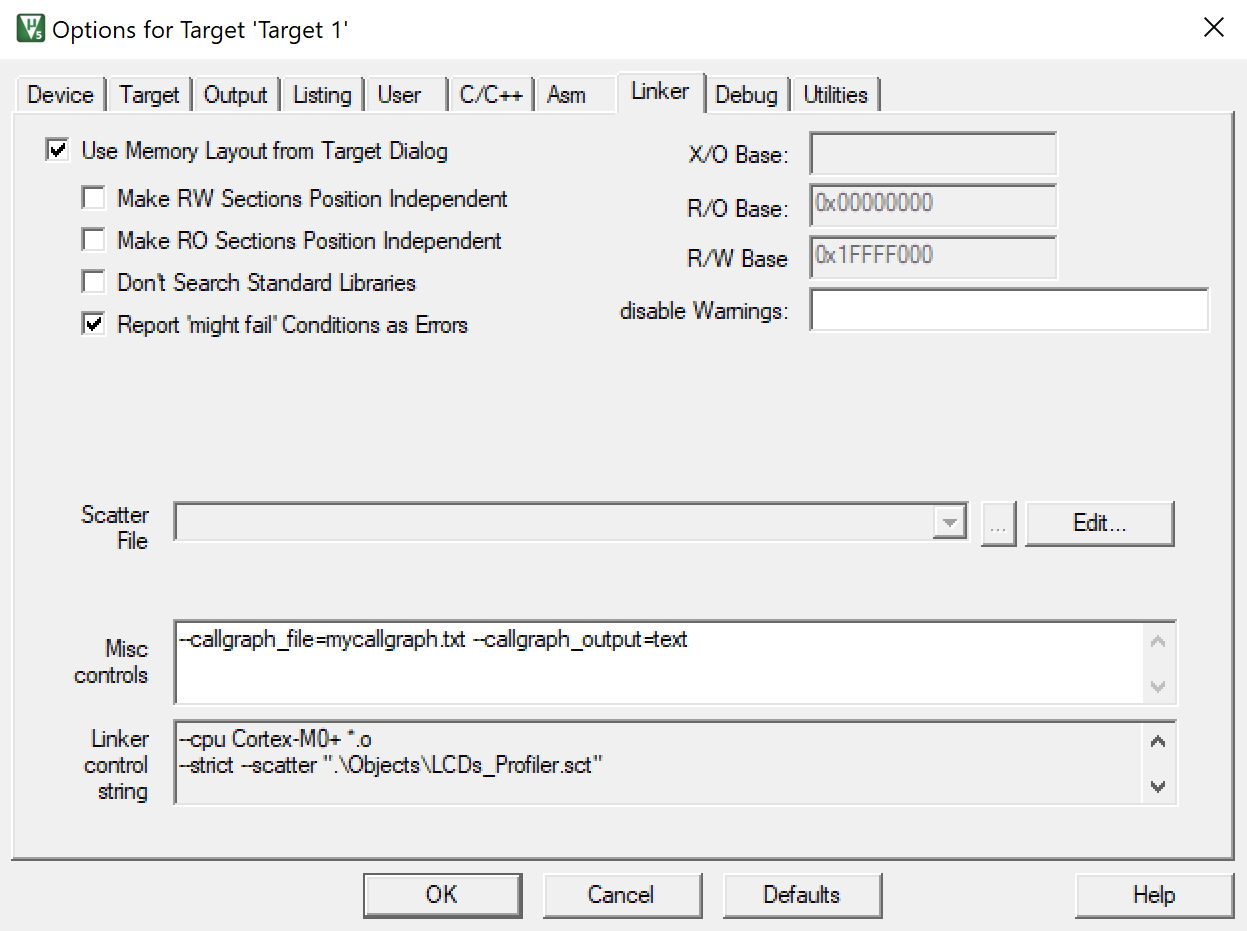 Options for Target 'Target 1'
Device Target Output Listing User C/C++ Asm Linker Debug Utilities
Use Memory Layout from Target Dialog
Make RW Sections Position Independent
Make RO Sections Position Independent
Don't Search Standard Libraries
Report 'might fail' Conditions as Errors
X/O Base:
R/O Base: 0x00000000
R/W Base 0x1FFFF000
disable Warnings:
Scatter
File
...
Edit...
Misc
controls
--callgraph_file=mycallgraph.txt --callgraph_output=text
Linker
control
string
--cpu Cortex-M0+ *.o
--strict --scatter ".\Objects\LCDs_Profiler.sct"
OK Cancel Defaults Help